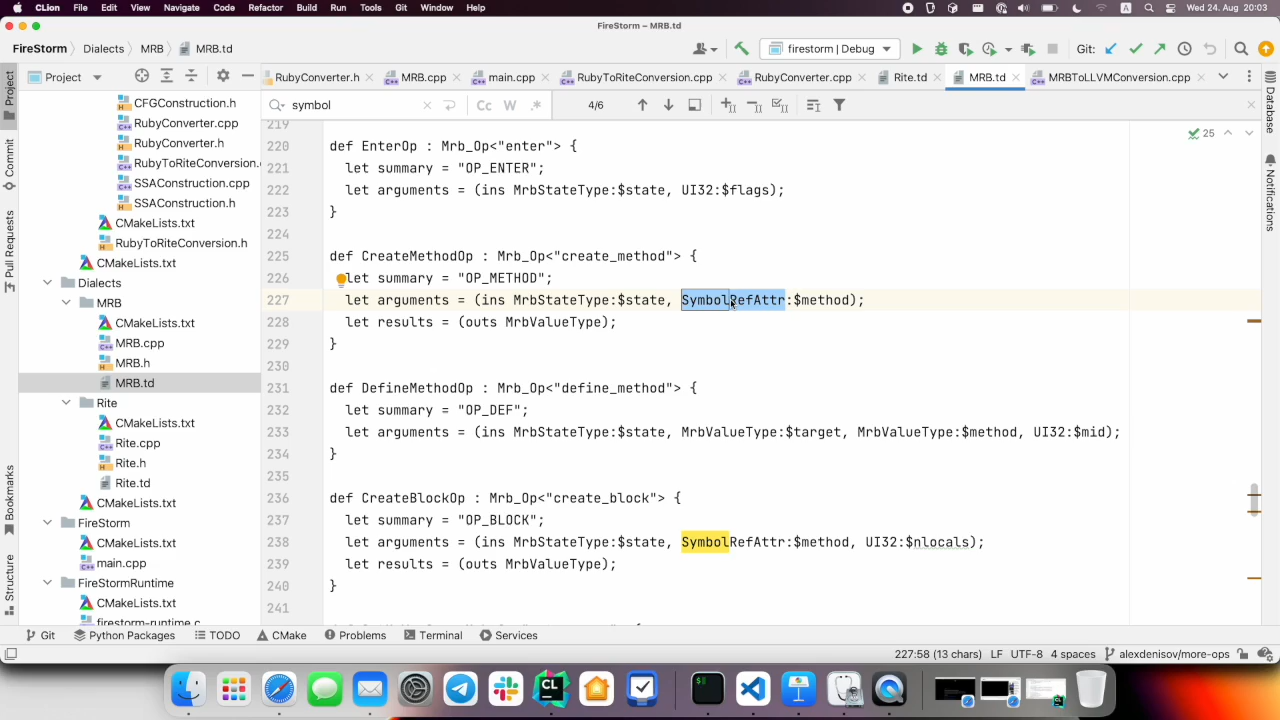 CLion File Edit View Navigate Code Refactor Build Run Tools Git Window Help A Wed 24. Aug 20:03
FireStorm – MRB.td
FireStorm Dialects MRB MRB.td firestorm | Debug Git:
Project RubyConverter.h MRB.cpp main.cpp RubyToRiteConversion.cpp RubyConverter.cpp Rite.td MRB.td MRBToLLVMConversion.cpp
symbol Cc W .* 4/6
Project
Commit
Pull Requests
Bookmarks
Structure
CFGConstruction.h
RubyConverter.cpp
RubyConverter.h
RubyToRiteConversion.
SSAConstruction.cpp
SSAConstruction.h
CMakeLists.txt
RubyToRiteConversion.h
CMakeLists.txt
Dialects
MRB
CMakeLists.txt
MRB.cpp
MRB.h
MRB.td
Rite
CMakeLists.txt
Rite.cpp
Rite.h
Rite.td
CMakeLists.txt
FireStorm
CMakeLists.txt
main.cpp
FireStormRuntime
CMakeLists.txt
firestorm-runtime.c
219
220 def EnterOp : Mrb_Op<"enter"> {
221 let summary = "OP_ENTER";
222 let arguments = (ins MrbStateType:$state, UI32:$flags);
223 }
224
225 def CreateMethodOp : Mrb_Op<"create_method"> {
226 let summary = "OP_METHOD";
227 let arguments = (ins MrbStateType:$state, SymbolRefAttr:$method);
228 let results = (outs MrbValueType);
229 }
230
231 def DefineMethodOp : Mrb_Op<"define_method"> {
232 let summary = "OP_DEF";
233 let arguments = (ins MrbStateType:$state, MrbValueType:$target, MrbValueType:$method, UI32:$mid);
234 }
235
236 def CreateBlockOp : Mrb_Op<"create_block"> {
237 let summary = "OP_BLOCK";
238 let arguments = (ins MrbStateType:$state, SymbolRefAttr:$method, UI32:$nlocals);
239 let results = (outs MrbValueType);
240 }
241
25
Database
Notifications
Git Python Packages TODO CMake Problems Terminal Services
227:58 (13 chars) LF UTF-8 4 spaces alexdenisov/more-ops